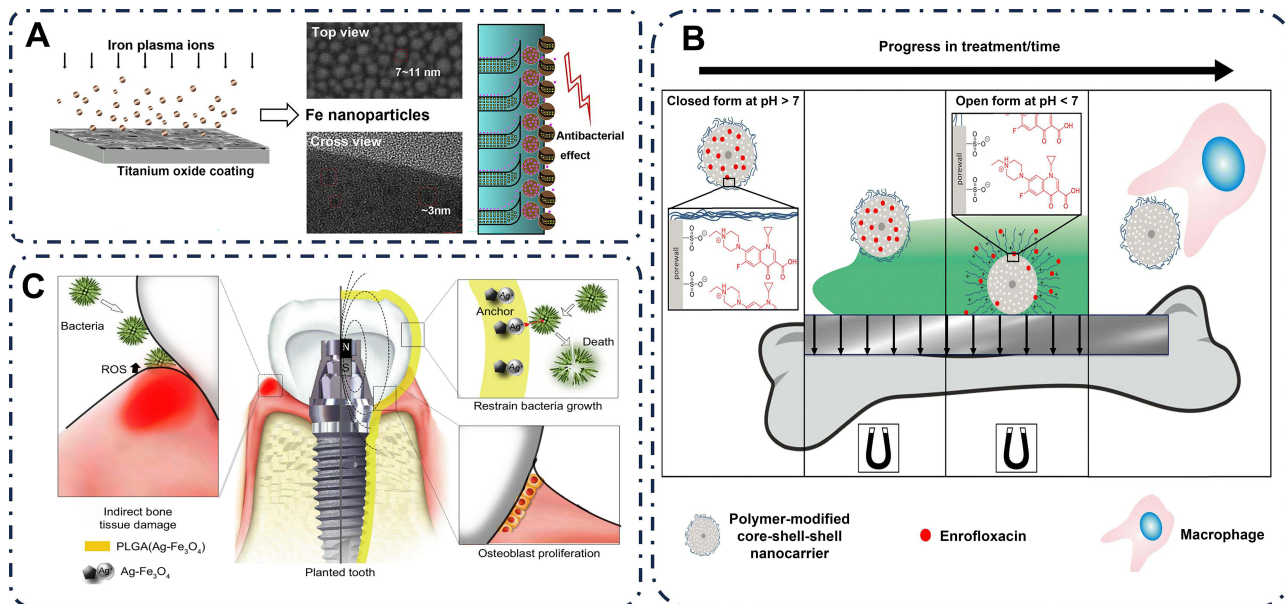 A
Iron plasma ions
Titanium oxide coating
Top view
7~11 nm
Fe nanoparticles
Cross view
~3nm
Antibacterial
effect
B
Progress in treatment/time
Closed form at pH > 7
Open form at pH < 7
porewall
porewall
Polymer-modified
core-shell-shell
nanocarrier
Enrofloxacin
Macrophage
C
Bacteria
ROS
Indirect bone
tissue damage
PLGA(Ag-Fe₃O₄)
Ag-Fe₃O₄
N
S
Planted tooth
Anchor
Death
Restrain bacteria growth
Osteoblast proliferation